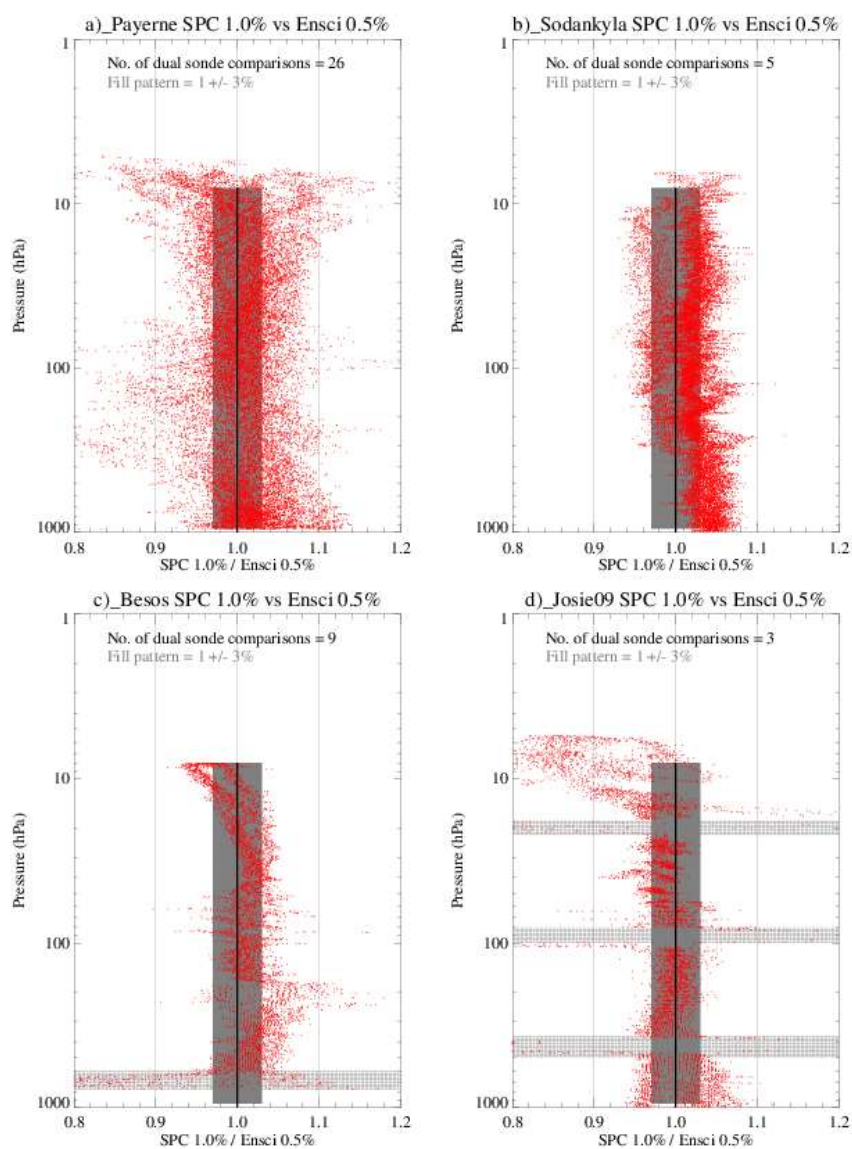 a)_Payerne SPC 1.0% vs Ensci 0.5%
No. of dual sonde comparisons = 26
Fill pattern = 1 +/- 3%
1
10
100
1000
Pressure (hPa)
0.8 0.9 1.0 1.1 1.2
SPC 1.0% / Ensci 0.5%
b)_Sodankyla SPC 1.0% vs Ensci 0.5%
No. of dual sonde comparisons = 5
Fill pattern = 1 +/- 3%
1
10
100
1000
Pressure (hPa)
0.8 0.9 1.0 1.1 1.2
SPC 1.0% / Ensci 0.5%
c)_Besos SPC 1.0% vs Ensci 0.5%
No. of dual sonde comparisons = 9
Fill pattern = 1 +/- 3%
1
10
100
1000
Pressure (hPa)
0.8 0.9 1.0 1.1 1.2
SPC 1.0% / Ensci 0.5%
d)_Josie09 SPC 1.0% vs Ensci 0.5%
No. of dual sonde comparisons = 3
Fill pattern = 1 +/- 3%
1
10
100
1000
Pressure (hPa)
0.8 0.9 1.0 1.1 1.2
SPC 1.0% / Ensci 0.5%